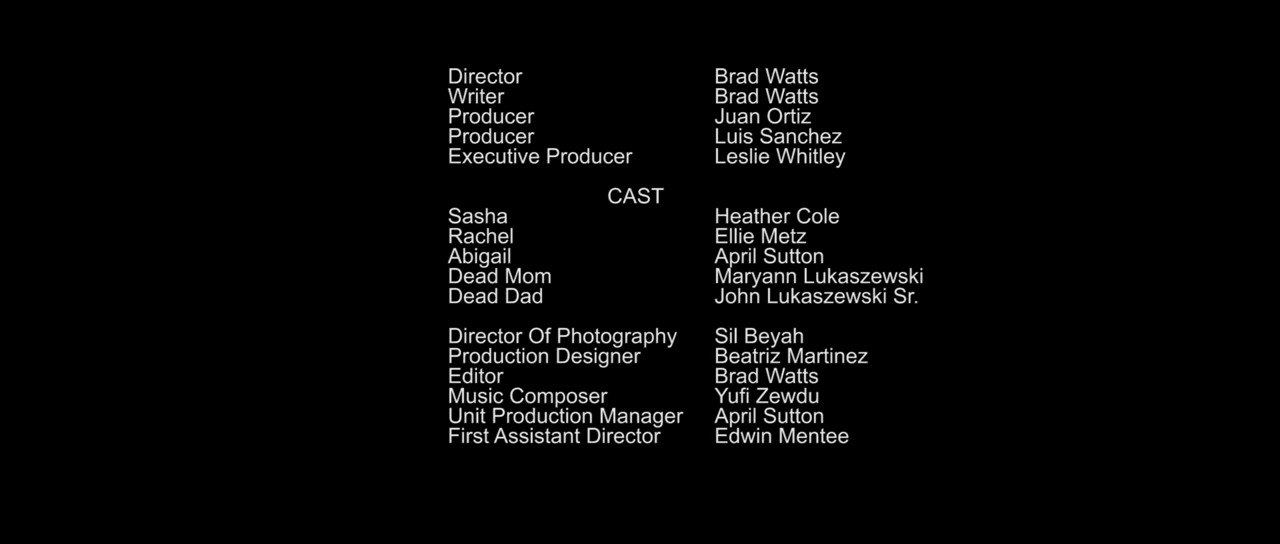 Director Brad Watts
Writer Brad Watts
Producer Juan Ortiz
Producer Luis Sanchez
Executive Producer Leslie Whitley
CAST
Sasha Heather Cole
Rachel Ellie Metz
Abigail April Sutton
Dead Mom Maryann Lukaszewski
Dead Dad John Lukaszewski Sr.
Director Of Photography Sil Beyah
Production Designer Beatriz Martinez
Editor Brad Watts
Music Composer Yufi Zewdu
Unit Production Manager April Sutton
First Assistant Director Edwin Mentee